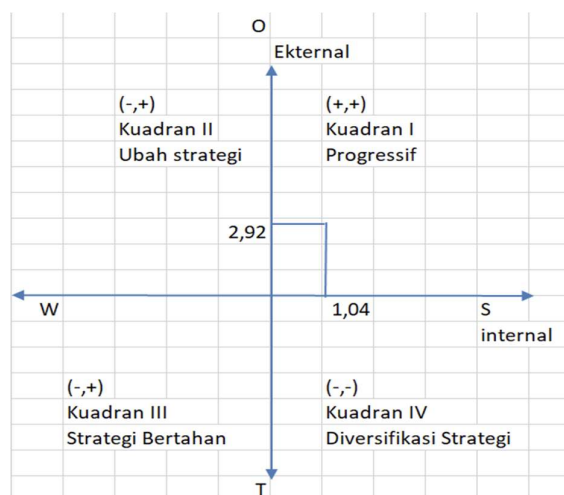 O
Ekternal
(-,+)
Kuadran II
Ubah strategi
(+,+)
Kuadran I
Progressif
2,92
W
1,04
S
internal
(-,+)
Kuadran III
Strategi Bertahan
(-,-)
Kuadran IV
Diversifikasi Strategi
T